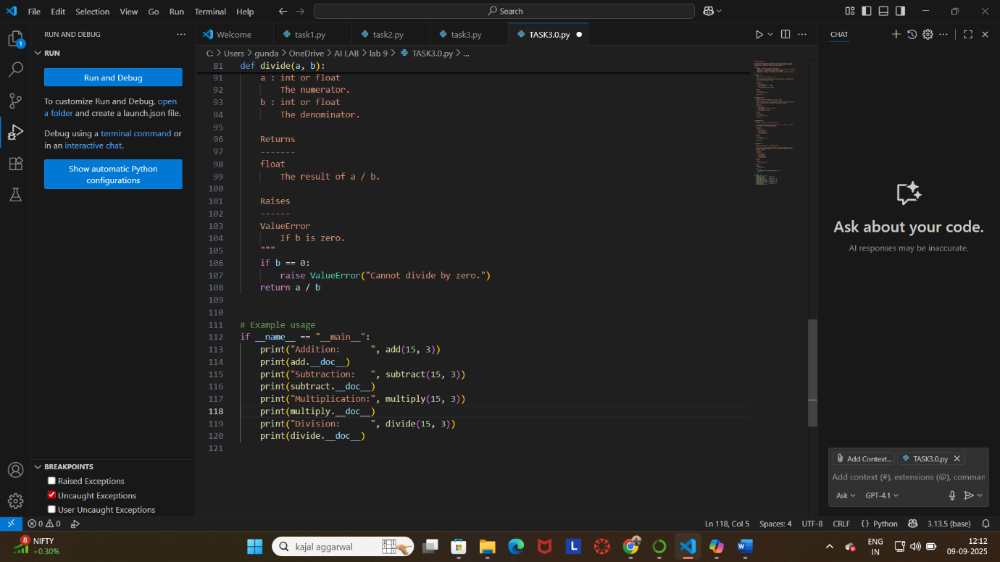 File Edit Selection View Go Run Terminal Help
Search
RUN AND DEBUG
RUN
Run and Debug
To customize Run and Debug, open
a folder and create a launch.json file.
Debug using a terminal command or
in an interactive chat.
Show automatic Python
configurations
BREAKPOINTS
Raised Exceptions
Uncaught Exceptions
User Uncaught Exceptions
Welcome task1.py task2.py task3.py TASK3.0.py
C: > Users > gunda > OneDrive > AI LAB > lab 9 > TASK3.0.py > ...
81 def divide(a, b):
91 a : int or float
92 The numerator.
93 b : int or float
94 The denominator.
95
96 Returns
97 -------
98 float
99 The result of a / b.
100
101 Raises
102 ------
103 ValueError
104 If b is zero.
105 """
106 if b == 0:
107 raise ValueError("Cannot divide by zero.")
108 return a / b
109
110
111 # Example usage
112 if __name__ == "__main__":
113 print("Addition:      ", add(15, 3))
114 print(add.__doc__)
115 print("Subtraction:   ", subtract(15, 3))
116 print(subtract.__doc__)
117 print("Multiplication:", multiply(15, 3))
118 print(multiply.__doc__)
119 print("Division:      ", divide(15, 3))
120 print(divide.__doc__)
121
CHAT
Ask about your code.
AI responses may be inaccurate.
Add Context... TASK3.0.py
Add context (#), extensions (@), comman
Ask GPT-4.1
0 0
Ln 118, Col 5 Spaces: 4 UTF-8 CRLF {} Python 3.13.5 (base)
8 NIFTY
+0.30%
kajal aggarwal
ENG
IN
12:12
09-09-2025